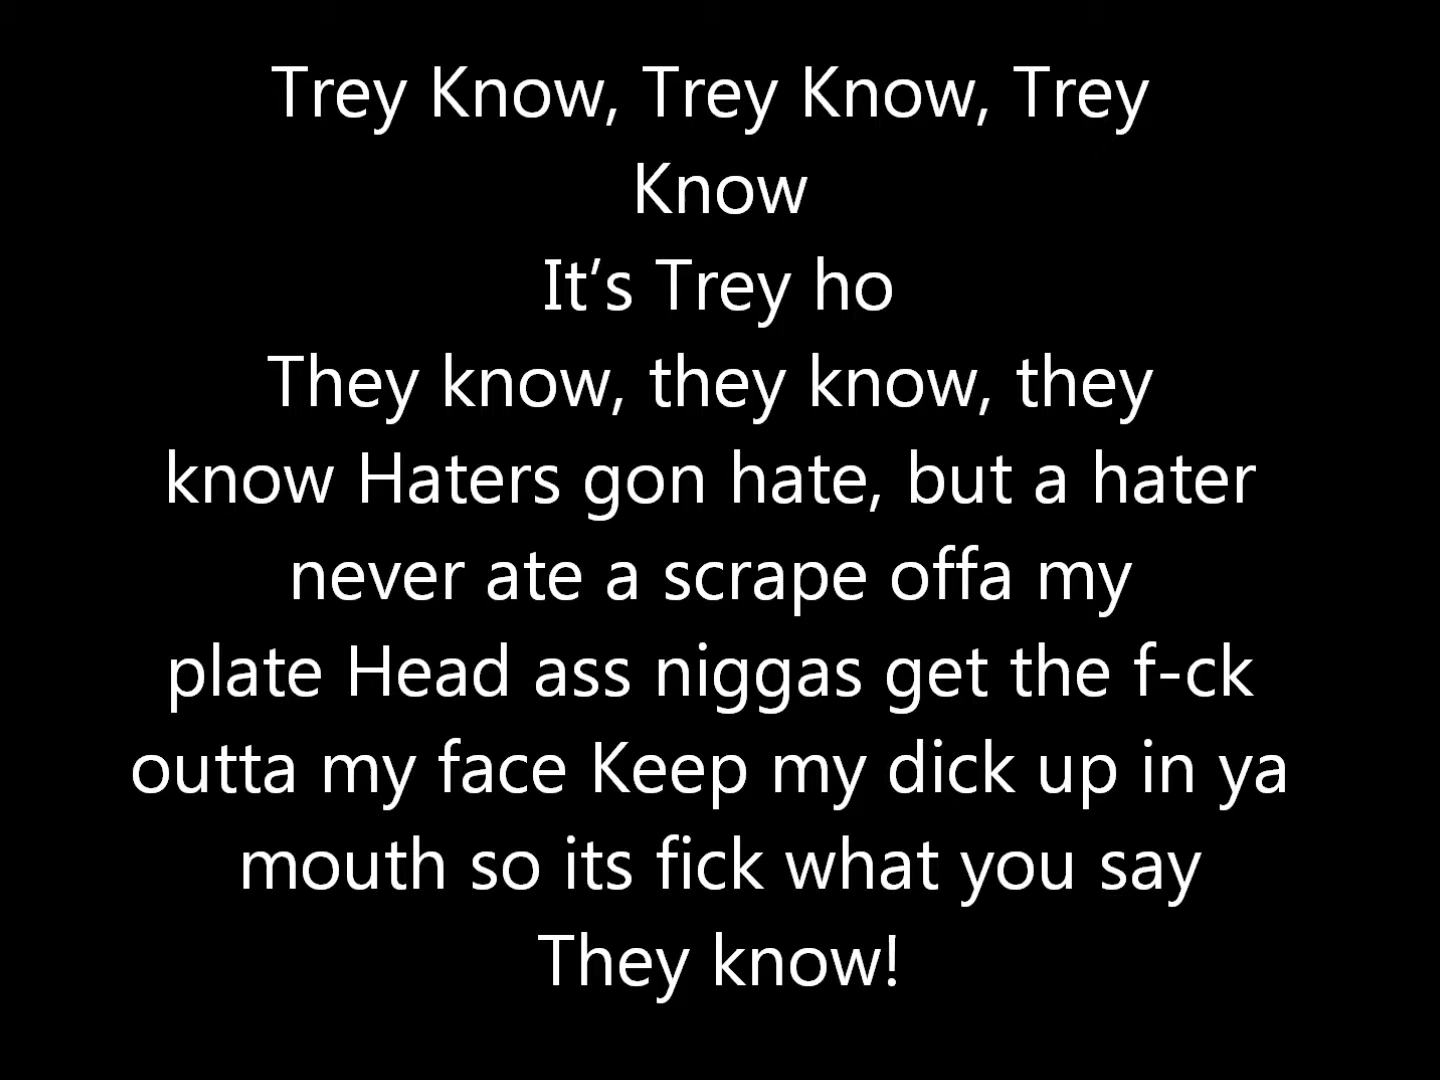 Trey Know, Trey Know, Trey
Know
It’s Trey ho
They know, they know, they
know Haters gon hate, but a hater
never ate a scrape offa my
plate Head ass niggas get the f-ck
outta my face Keep my dick up in ya
mouth so its fick what you say
They know!